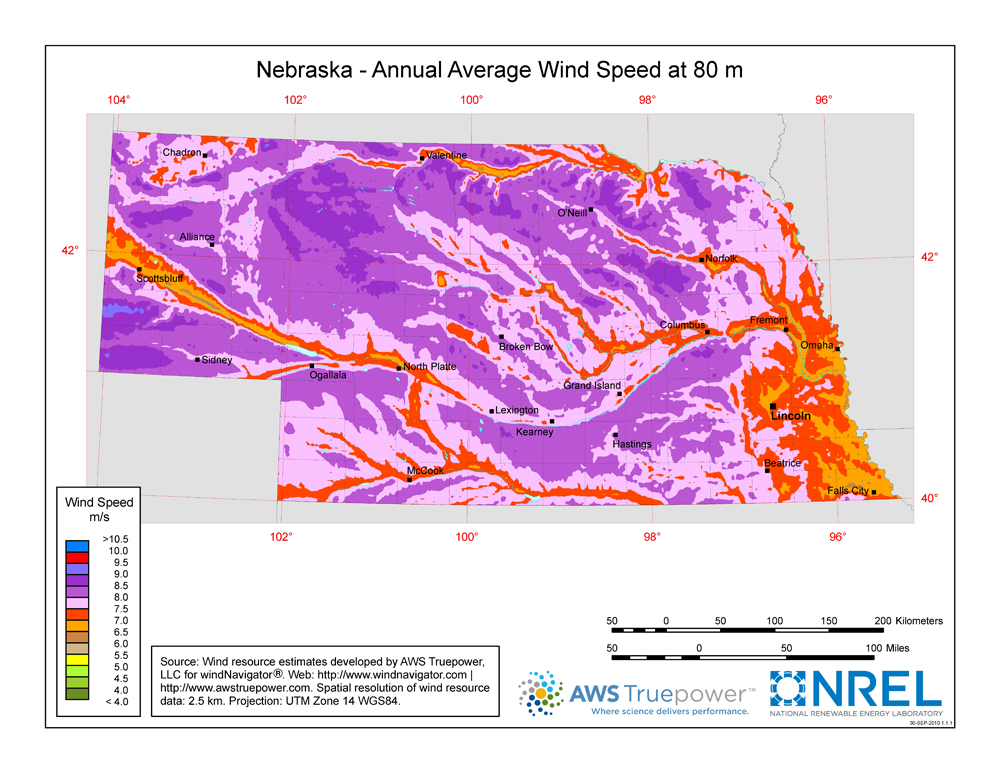 Nebraska - Annual Average Wind Speed at 80 m
104° 102° 100° 98° 96°
Chadron
Valentine
O'Neill
Alliance
42° 42°
Norfolk
Scottsbluff
Fremont
Columbus
Omaha
Broken Bow
Sidney
North Platte
Ogallala
Grand Island
Lexington
Lincoln
Kearney
Hastings
Beatrice
McCook
Falls City
40°
102° 100° 98° 96°
Wind Speed
m/s
>10.5
10.0
9.5
9.0
8.5
8.0
7.5
7.0
6.5
6.0
5.5
5.0
4.5
4.0
< 4.0
50 0 50 100 150 200 Kilometers
50 0 50 100 Miles
Source: Wind resource estimates developed by AWS Truepower,
LLC for windNavigator®. Web: http://www.windnavigator.com |
http://www.awstruepower.com. Spatial resolution of wind resource
data: 2.5 km. Projection: UTM Zone 14 WGS84.
AWS Truepower™
Where science delivers performance.
NREL
NATIONAL RENEWABLE ENERGY LABORATORY
30-SEP-2010 1.1.1